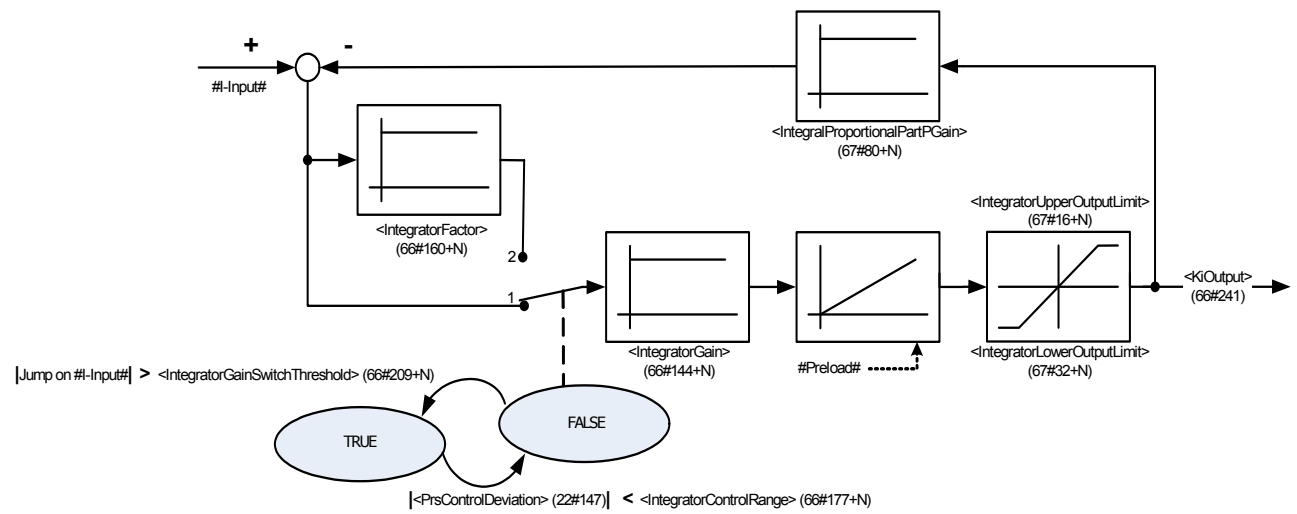 +
-
#I-Input#
<IntegralProportionalPartPGain>
(67#80+N)
<IntegratorFactor>
(66#160+N)
<IntegratorUpperOutputLimit>
(67#16+N)
2
1
<KiOutput>
(66#241)
<IntegratorGain>
(66#144+N)
#Preload#
<IntegratorLowerOutputLimit>
(67#32+N)
|Jump on #I-Input#| > <IntegratorGainSwitchThreshold> (66#209+N)
TRUE
FALSE
|<PrsControlDeviation> (22#147)| < <IntegratorControlRange> (66#177+N)